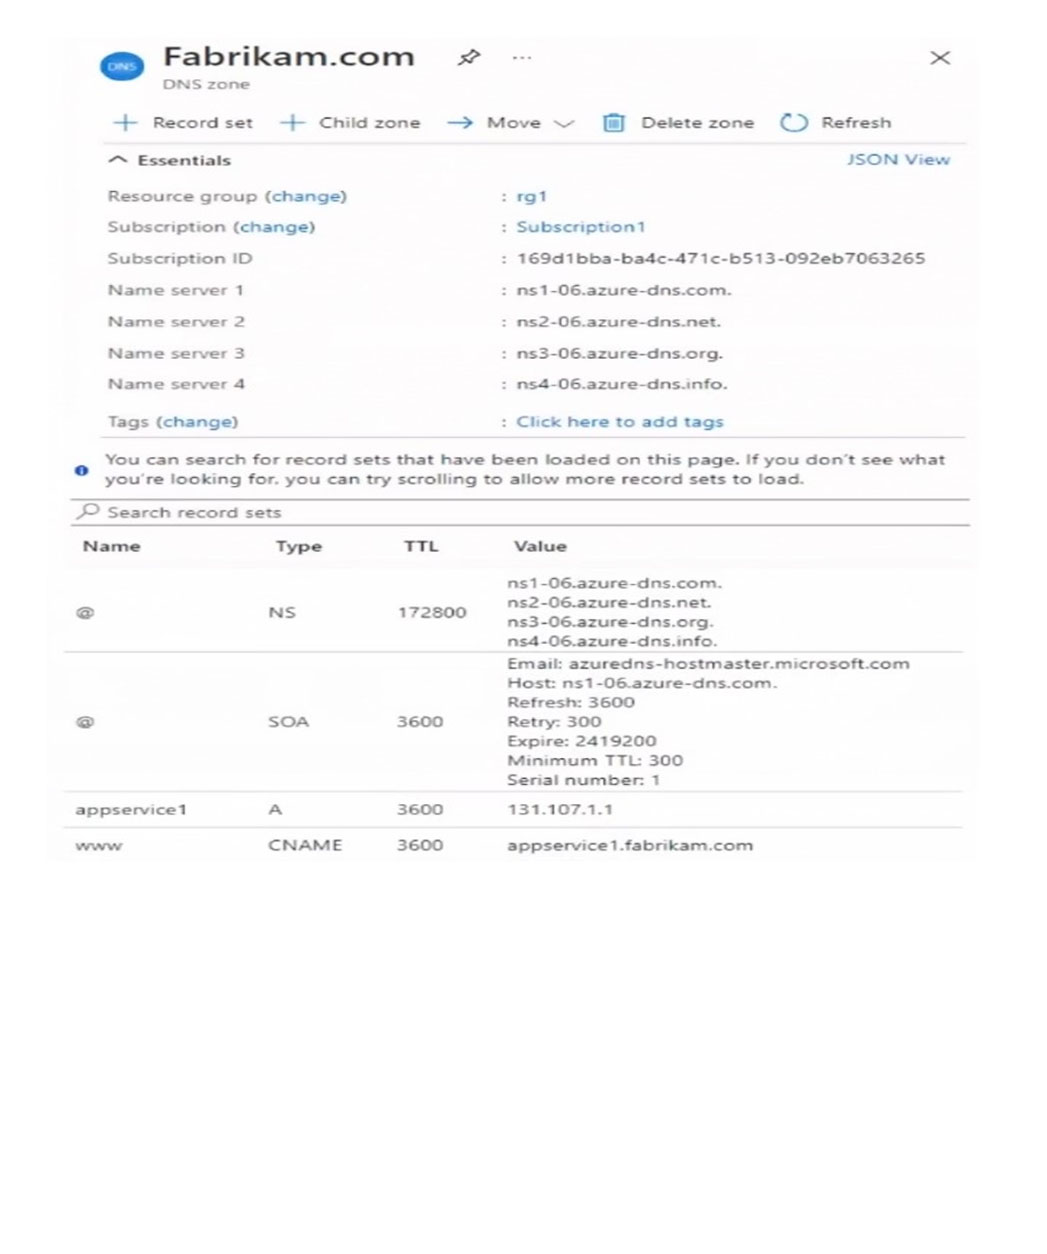 DNS
Fabrikam.com ...
DNS zone
Record set Child zone Move Delete zone Refresh
Essentials JSON View
Resource group (change) : rg1
Subscription (change) : Subscription1
Subscription ID : 169d1bba-ba4c-471c-b513-092eb7063265
Name server 1 : ns1-06.azure-dns.com.
Name server 2 : ns2-06.azure-dns.net.
Name server 3 : ns3-06.azure-dns.org.
Name server 4 : ns4-06.azure-dns.info.
Tags (change) : Click here to add tags
You can search for record sets that have been loaded on this page. If you don't see what
you're looking for. you can try scrolling to allow more record sets to load.
Search record sets
Name Type TTL Value
ns1-06.azure-dns.com.
ns2-06.azure-dns.net.
@ NS 172800
ns3-06.azure-dns.org.
ns4-06.azure-dns.info.
Email: azuredns-hostmaster.microsoft.com
Host: ns1-06.azure-dns.com.
Refresh: 3600
@ SOA 3600 Retry: 300
Expire: 2419200
Minimum TTL: 300
Serial number: 1
appservice1 A 3600 131.107.1.1
www CNAME 3600 appservice1.fabrikam.com